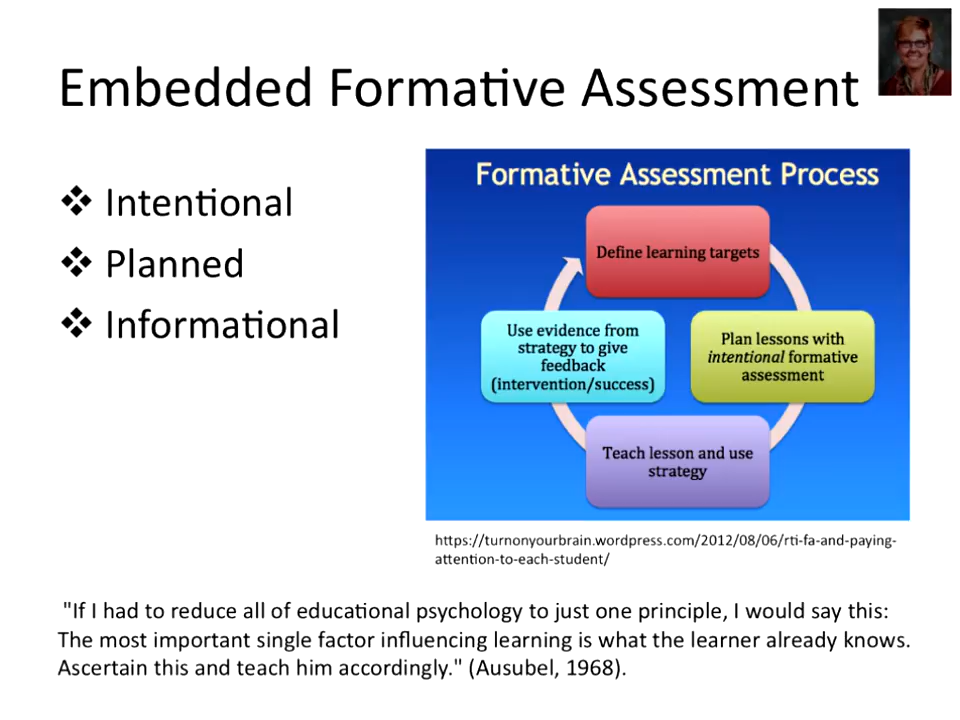 Embedded Formative Assessment
❖ Intentional
❖ Planned
❖ Informational
Formative Assessment Process
Define learning targets
Plan lessons with
intentional formative
assessment
Teach lesson and use
strategy
Use evidence from
strategy to give
feedback
(intervention/success)
https://turnonyourbrain.wordpress.com/2012/08/06/rti-fa-and-paying-
attention-to-each-student/
"If I had to reduce all of educational psychology to just one principle, I would say this:
The most important single factor influencing learning is what the learner already knows.
Ascertain this and teach him accordingly." (Ausubel, 1968).